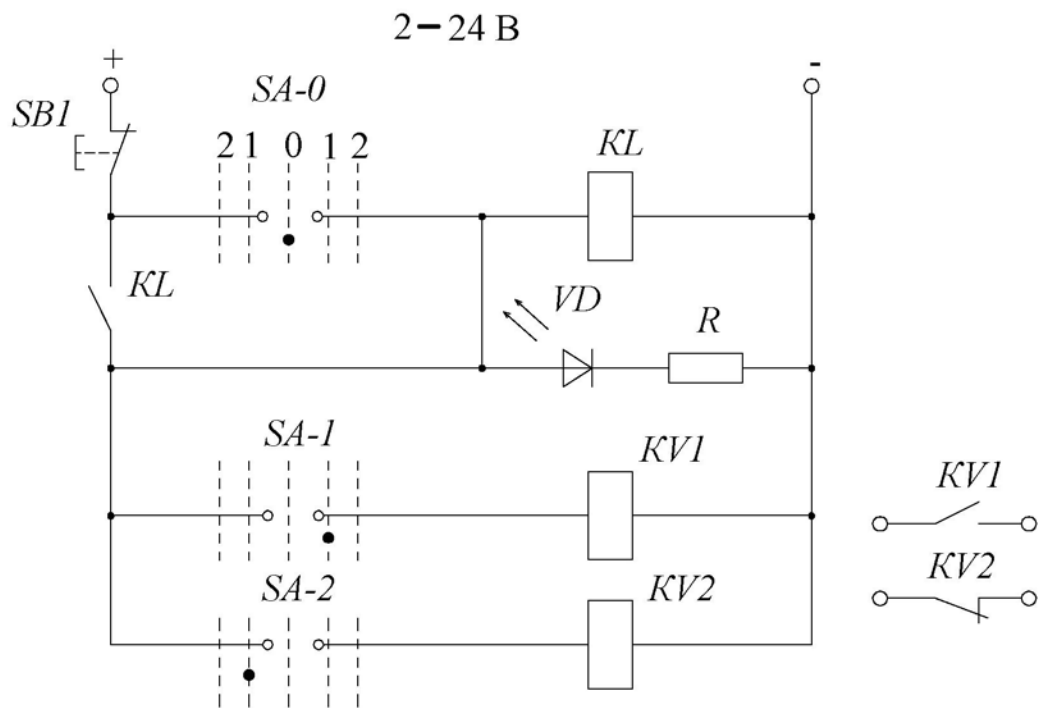 2–24 В
+
-
SA-0
SB1
2 1 0 1 2
KL
KL
VD
R
SA-1
KV1
KV1
SA-2
KV2
KV2